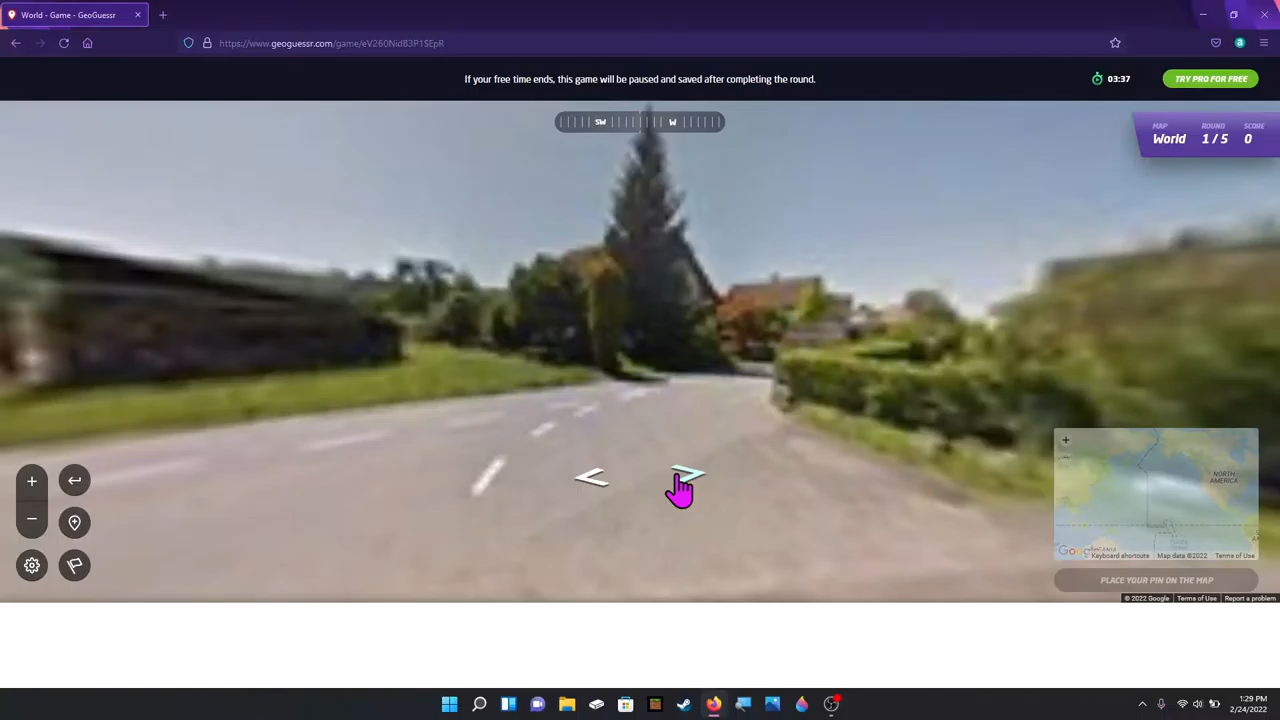 World - Game - GeoGuessr
https://www.geoguessr.com/game/eV260NidB3P1SEpR
If your free time ends, this game will be paused and saved after completing the round.
03:37
TRY PRO FOR FREE
SW
W
MAP
ROUND
SCORE
World
1 / 5
0
NORTH
AMERICA
Google
Keyboard shortcuts
Map data ©2022
Terms of Use
PLACE YOUR PIN ON THE MAP
© 2022 Google
Terms of Use
Report a problem
1:29 PM
2/24/2022